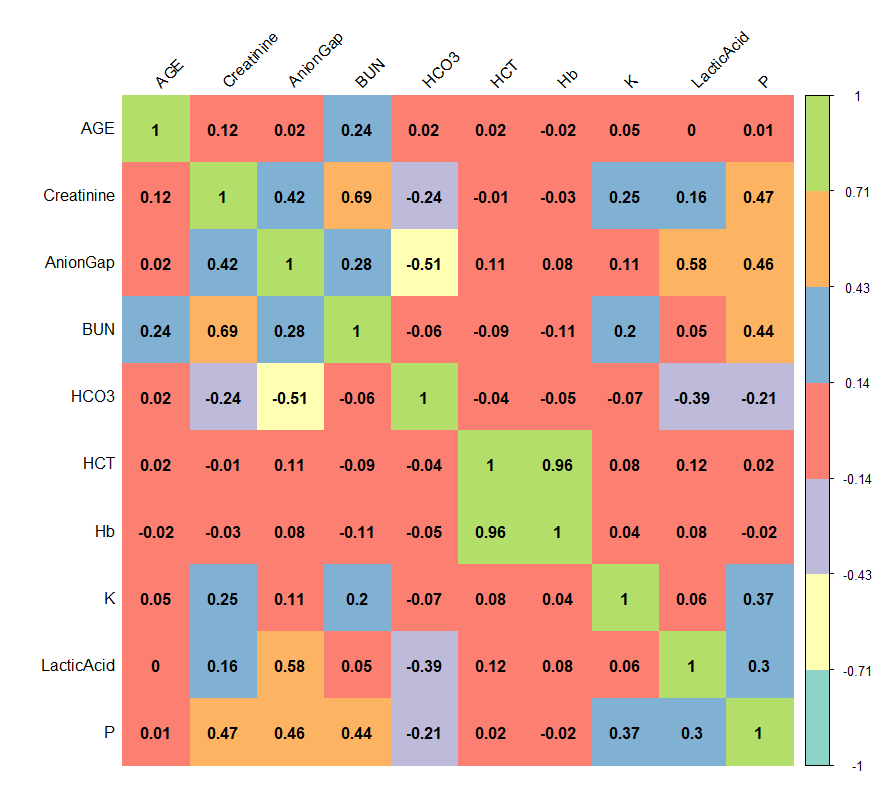 AGE Creatinine AnionGap BUN HCO3 HCT Hb K LacticAcid P
AGE 1 0.12 0.02 0.24 0.02 0.02 -0.02 0.05 0 0.01
Creatinine 0.12 1 0.42 0.69 -0.24 -0.01 -0.03 0.25 0.16 0.47
AnionGap 0.02 0.42 1 0.28 -0.51 0.11 0.08 0.11 0.58 0.46
BUN 0.24 0.69 0.28 1 -0.06 -0.09 -0.11 0.2 0.05 0.44
HCO3 0.02 -0.24 -0.51 -0.06 1 -0.04 -0.05 -0.07 -0.39 -0.21
HCT 0.02 -0.01 0.11 -0.09 -0.04 1 0.96 0.08 0.12 0.02
Hb -0.02 -0.03 0.08 -0.11 -0.05 0.96 1 0.04 0.08 -0.02
K 0.05 0.25 0.11 0.2 -0.07 0.08 0.04 1 0.06 0.37
LacticAcid 0 0.16 0.58 0.05 -0.39 0.12 0.08 0.06 1 0.3
P 0.01 0.47 0.46 0.44 -0.21 0.02 -0.02 0.37 0.3 1
1
0.71
0.43
0.14
-0.14
-0.43
-0.71
-1